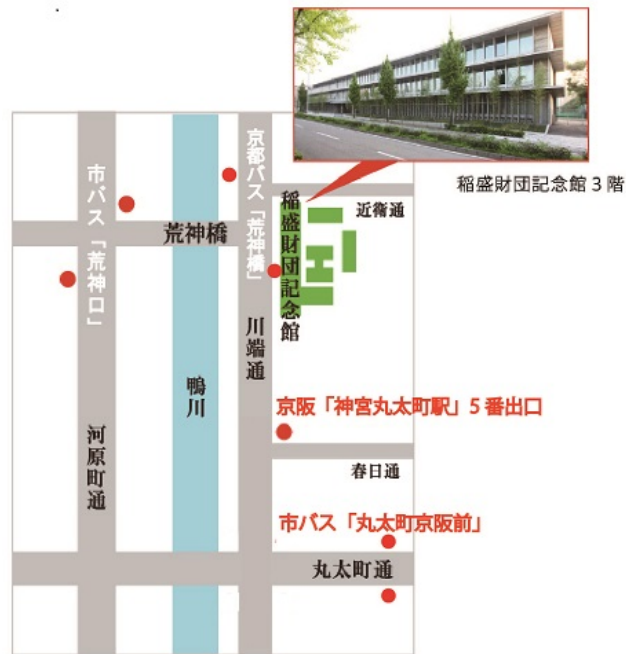 稲盛財団記念館3階
京都バス「荒神橋」
市バス「荒神口」
稲盛財団記念館
近衛通
荒神橋
川端通
鴨川
河原町通
京阪「神宮丸太町駅」5番出口
春日通
市バス「丸太町京阪前」
丸太町通